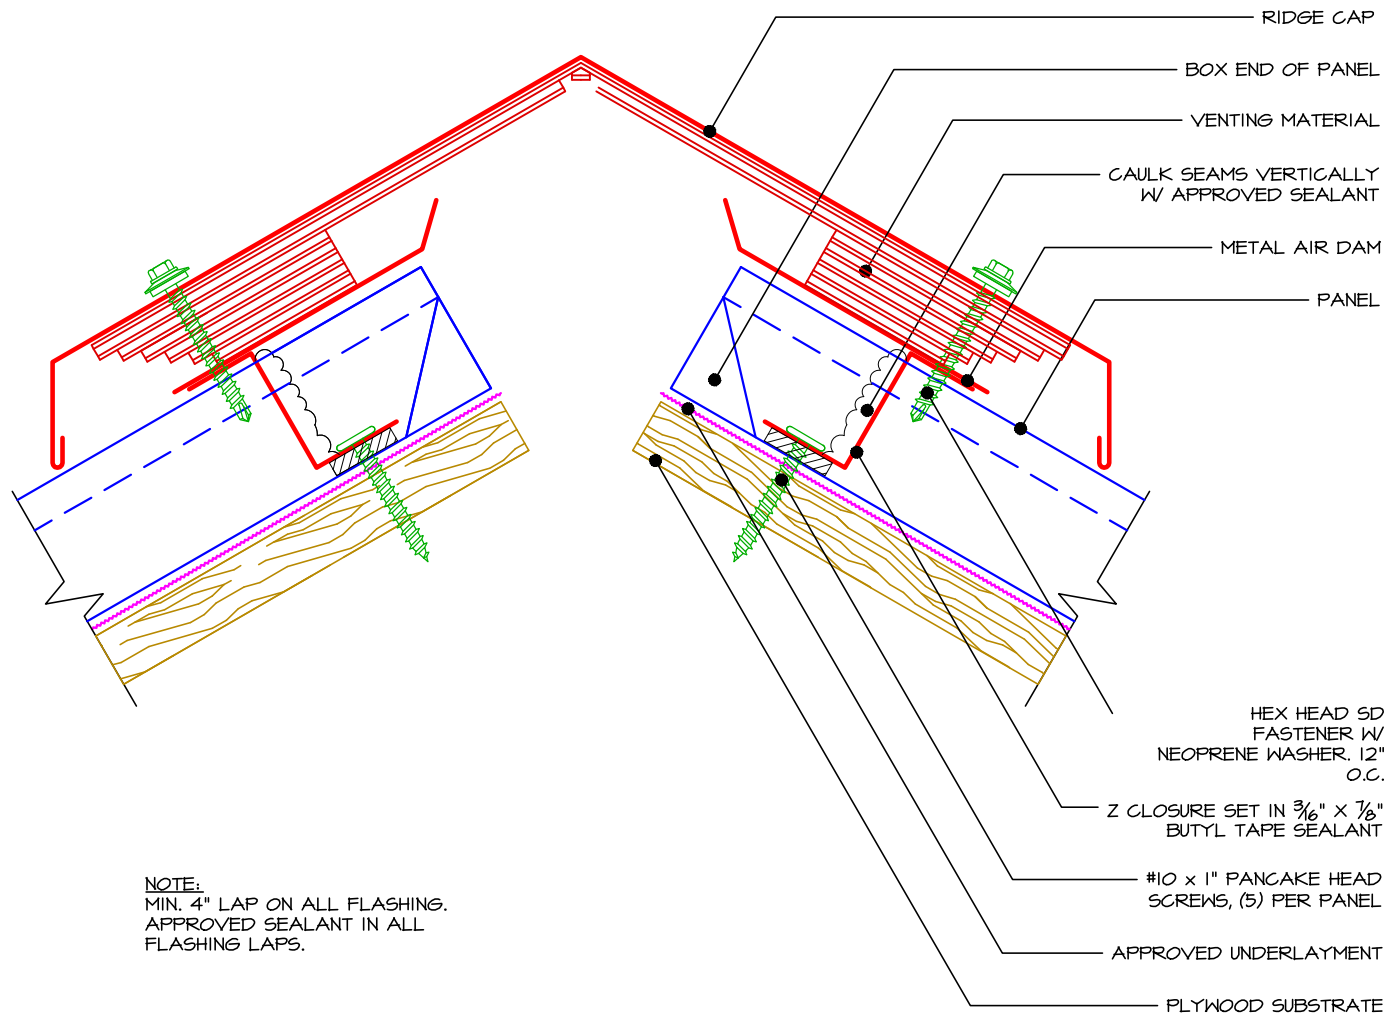 RIDGE CAP
BOX END OF PANEL
VENTING MATERIAL
CAULK SEAMS VERTICALLY
W/ APPROVED SEALANT
METAL AIR DAM
PANEL
HEX HEAD SD
FASTENER W/
NEOPRENE WASHER. 12"
O.C.
Z CLOSURE SET IN 3/16" X 7/8"
BUTYL TAPE SEALANT
#10 x 1" PANCAKE HEAD
SCREWS, (5) PER PANEL
APPROVED UNDERLAYMENT
PLYWOOD SUBSTRATE
NOTE:
MIN. 4" LAP ON ALL FLASHING.
APPROVED SEALANT IN ALL
FLASHING LAPS.